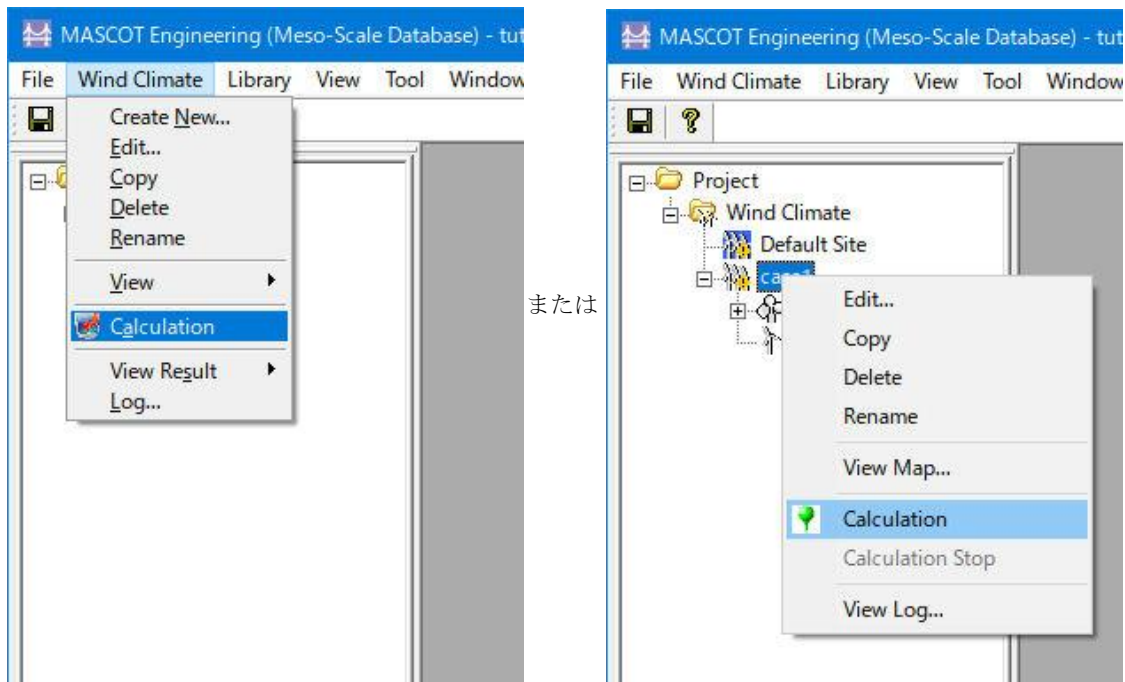 MASCOT Engineering (Meso-Scale Database) - tut
File Wind Climate Library View Tool Window
Create New...
Edit...
Copy
Delete
Rename
View
Calculation
View Result
Log...
または
MASCOT Engineering (Meso-Scale Database) - tut
File Wind Climate Library View Tool Window
Project
Wind Climate
Default Site
Edit...
Copy
Delete
Rename
View Map...
Calculation
Calculation Stop
View Log...